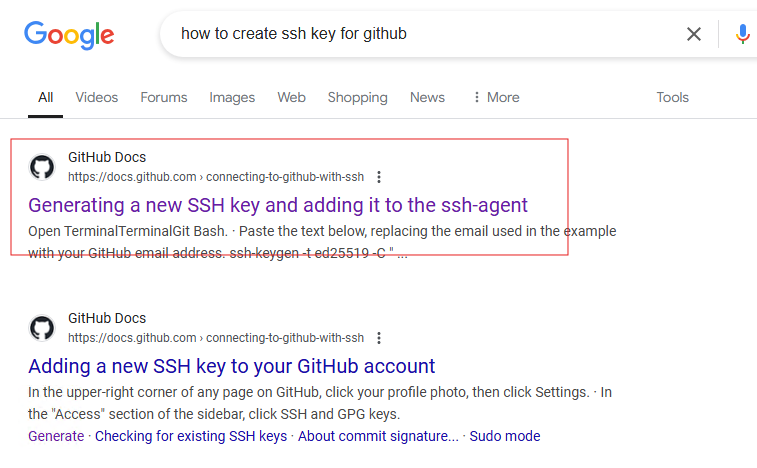 Google
how to create ssh key for github
All Videos Forums Images Web Shopping News More Tools
GitHub Docs
https://docs.github.com › connecting-to-github-with-ssh
Generating a new SSH key and adding it to the ssh-agent
Open TerminalTerminalGit Bash. · Paste the text below, replacing the email used in the example
with your GitHub email address. ssh-keygen -t ed25519 -C " ...
GitHub Docs
https://docs.github.com › connecting-to-github-with-ssh
Adding a new SSH key to your GitHub account
In the upper-right corner of any page on GitHub, click your profile photo, then click Settings. · In
the "Access" section of the sidebar, click SSH and GPG keys.
Generate · Checking for existing SSH keys · About commit signature... · Sudo mode